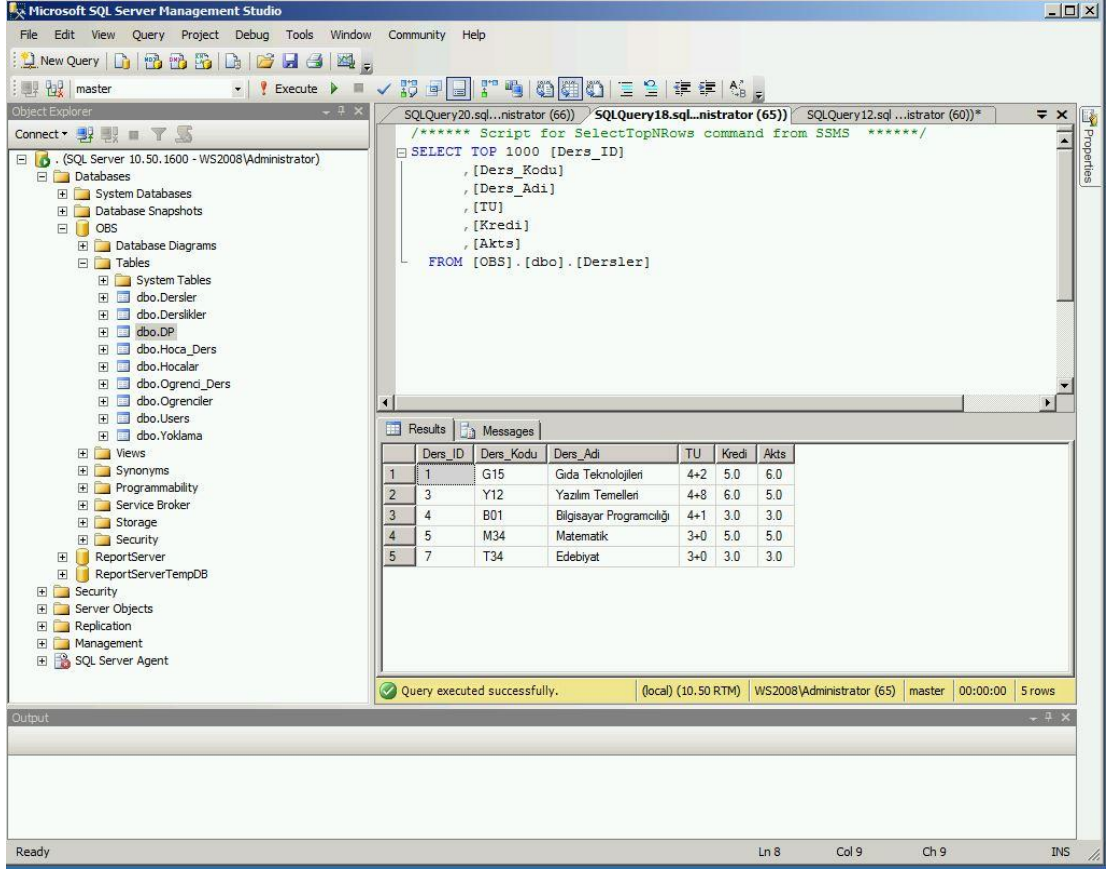 Microsoft SQL Server Management Studio
File Edit View Query Project Debug Tools Window Community Help
New Query
master Execute
Object Explorer
Connect
. (SQL Server 10.50.1600 - WS2008\Administrator)
Databases
System Databases
Database Snapshots
OBS
Database Diagrams
Tables
System Tables
dbo.Dersler
dbo.Derslikler
dbo.DP
dbo.Hoca_Ders
dbo.Hocalar
dbo.Ogrenci_Ders
dbo.Ogrenciler
dbo.Users
dbo.Yoklama
Views
Synonyms
Programmability
Service Broker
Storage
Security
ReportServer
ReportServerTempDB
Security
Server Objects
Replication
Management
SQL Server Agent
SQLQuery20.sql...nistrator (66)) SQLQuery18.sql...nistrator (65)) SQLQuery12.sql ...istrator (60))*
/****** Script for SelectTopNRows command from SSMS ******/
SELECT TOP 1000 [Ders_ID]
,[Ders_Kodu]
,[Ders_Adi]
,[TU]
,[Kredi]
,[Akts]
FROM [OBS].[dbo].[Dersler]
Properties
Results Messages
Ders_ID Ders_Kodu Ders_Adi TU Kredi Akts
1 1 G15 Gıda Teknolojileri 4+2 5.0 6.0
2 3 Y12 Yazılım Temelleri 4+8 6.0 5.0
3 4 B01 Bilgisayar Programcılığı 4+1 3.0 3.0
4 5 M34 Matematik 3+0 5.0 5.0
5 7 T34 Edebiyat 3+0 3.0 3.0
Query executed successfully. (local) (10.50 RTM) WS2008\Administrator (65) master 00:00:00 5 rows
Output
Ready Ln 8 Col 9 Ch 9 INS